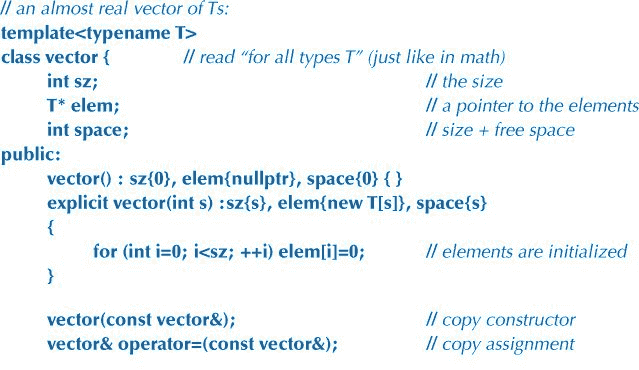 // an almost real vector of Ts:
template<typename T>
class vector {          // read “for all types T” (just like in math)
        int sz;                                        // the size
        T* elem;                                    // a pointer to the elements
        int space;                                  // size + free space
public:
        vector() : sz{0}, elem{nullptr}, space{0} { }
        explicit vector(int s) :sz{s}, elem{new T[s]}, space{s}
        {
                for (int i=0; i<sz; ++i) elem[i]=0;          // elements are initialized
        }
        vector(const vector&);                                // copy constructor
        vector& operator=(const vector&);            // copy assignment